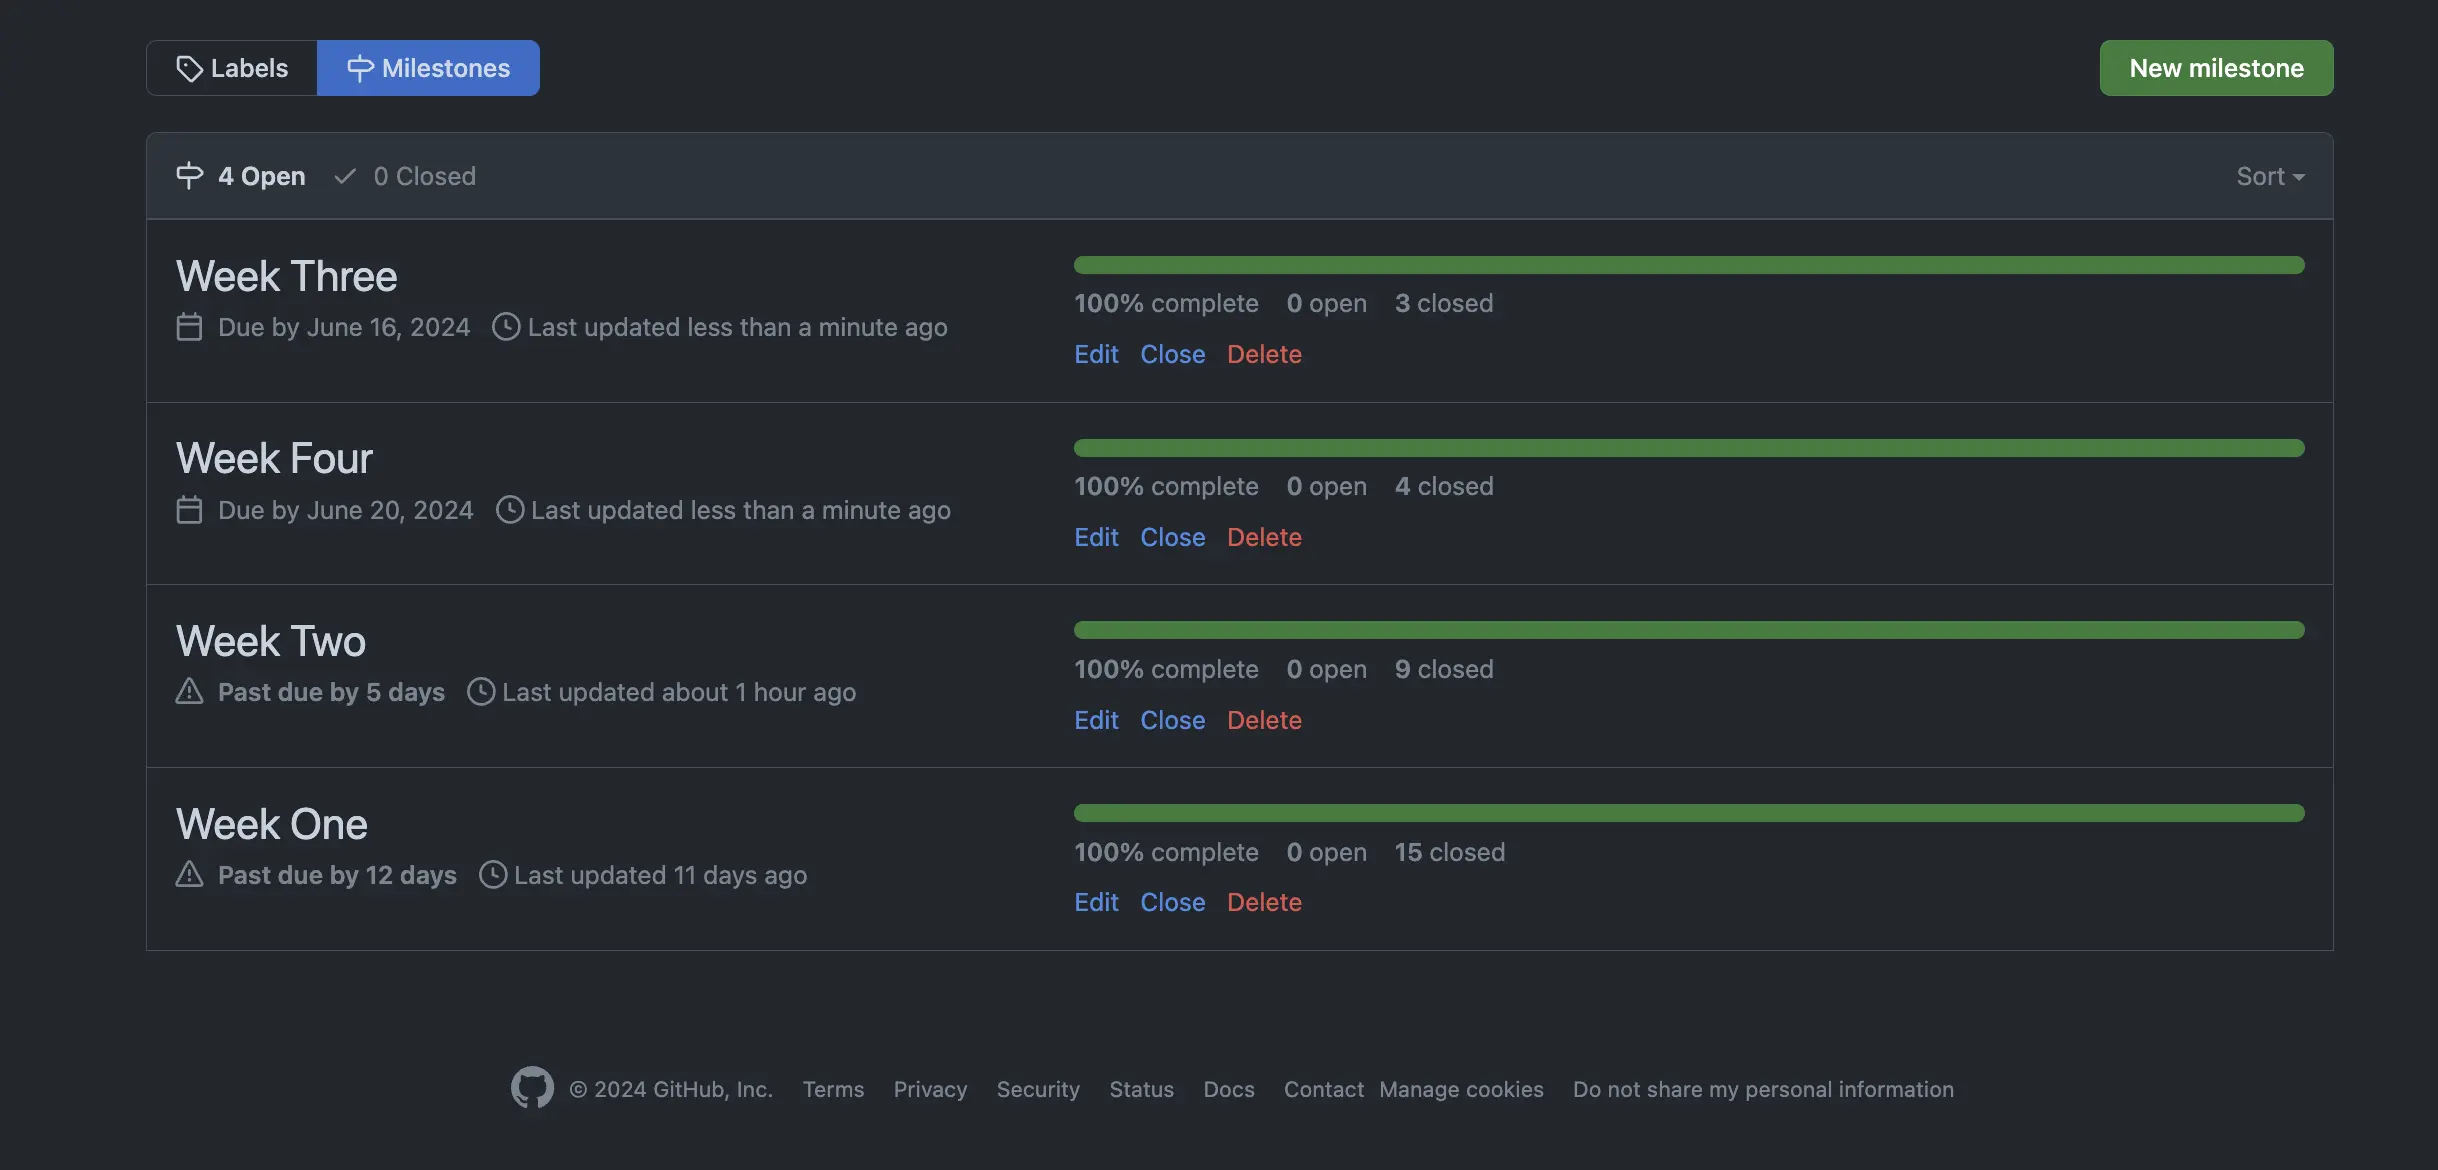 Labels Milestones New milestone
4 Open 0 Closed Sort
Week Three
Due by June 16, 2024 Last updated less than a minute ago
100% complete 0 open 3 closed
Edit Close Delete
Week Four
Due by June 20, 2024 Last updated less than a minute ago
100% complete 0 open 4 closed
Edit Close Delete
Week Two
Past due by 5 days Last updated about 1 hour ago
100% complete 0 open 9 closed
Edit Close Delete
Week One
Past due by 12 days Last updated 11 days ago
100% complete 0 open 15 closed
Edit Close Delete
© 2024 GitHub, Inc. Terms Privacy Security Status Docs Contact Manage cookies Do not share my personal information